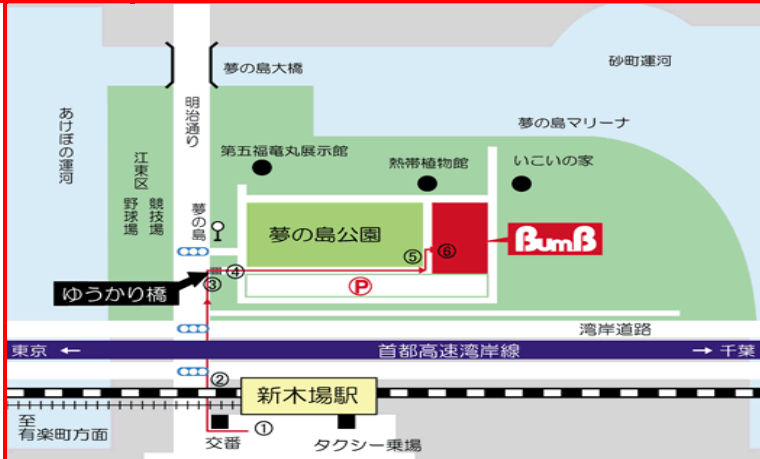 夢の島大橋
砂町運河
あけぼの運河
明治通り
夢の島マリーナ
江東区
競技場
野球場
第五福竜丸展示館
熱帯植物館
いこいの家
夢の島
夢の島公園
BumB
⑤
⑥
④
③
P
ゆうかり橋
湾岸道路
東京 ←
首都高速湾岸線
→ 千葉
②
新木場駅
至
有楽町方面
①
交番
タクシー乗場